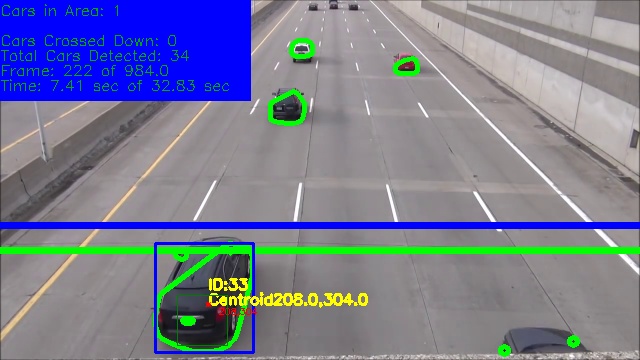 Cars in Area: 1
Cars Crossed Down: 0
Total Cars Detected: 34
Frame: 222 of 984.0
Time: 7.41 sec of 32.83 sec
ID:33
Centroid208.0,304.0